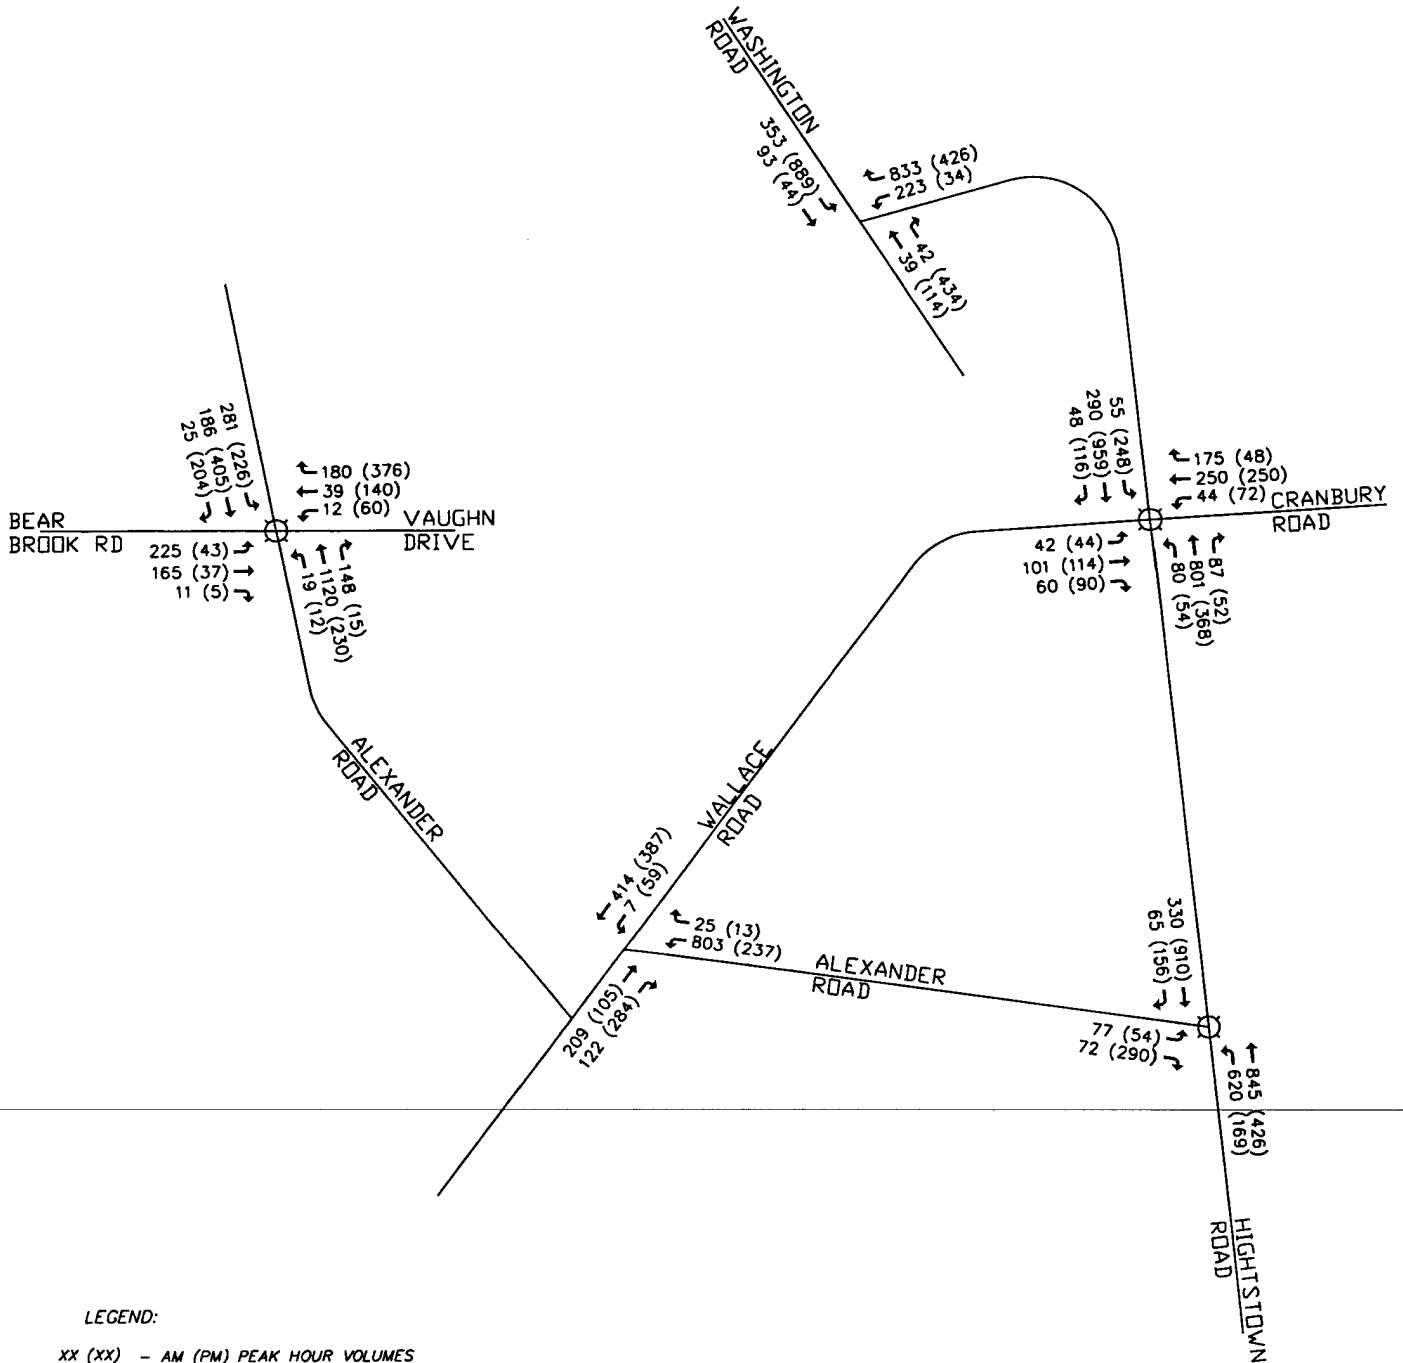 WASHINGTON
ROAD
353 (889)
93 (44)
833 (426)
223 (34)
42 (434)
39 (114)
281 (226)
186 (405)
25 (204)
180 (376)
39 (140)
12 (60)
BEAR
BROOK RD
VAUGHN
DRIVE
225 (43)
165 (37)
11 (5)
148 (15)
1120 (230)
19 (12)
55 (248)
290 (959)
48 (116)
175 (48)
250 (250)
44 (72)
CRANBURY
ROAD
42 (44)
101 (114)
60 (90)
87 (52)
801 (368)
80 (54)
ALEXANDER
ROAD
WALLACE
ROAD
414 (387)
7 (59)
25 (13)
803 (237)
209 (105)
122 (284)
ALEXANDER
ROAD
330 (910)
65 (156)
77 (54)
72 (290)
845 (426)
620 (169)
HIGHTSTOWN
ROAD
LEGEND:
XX (XX) - AM (PM) PEAK HOUR VOLUMES